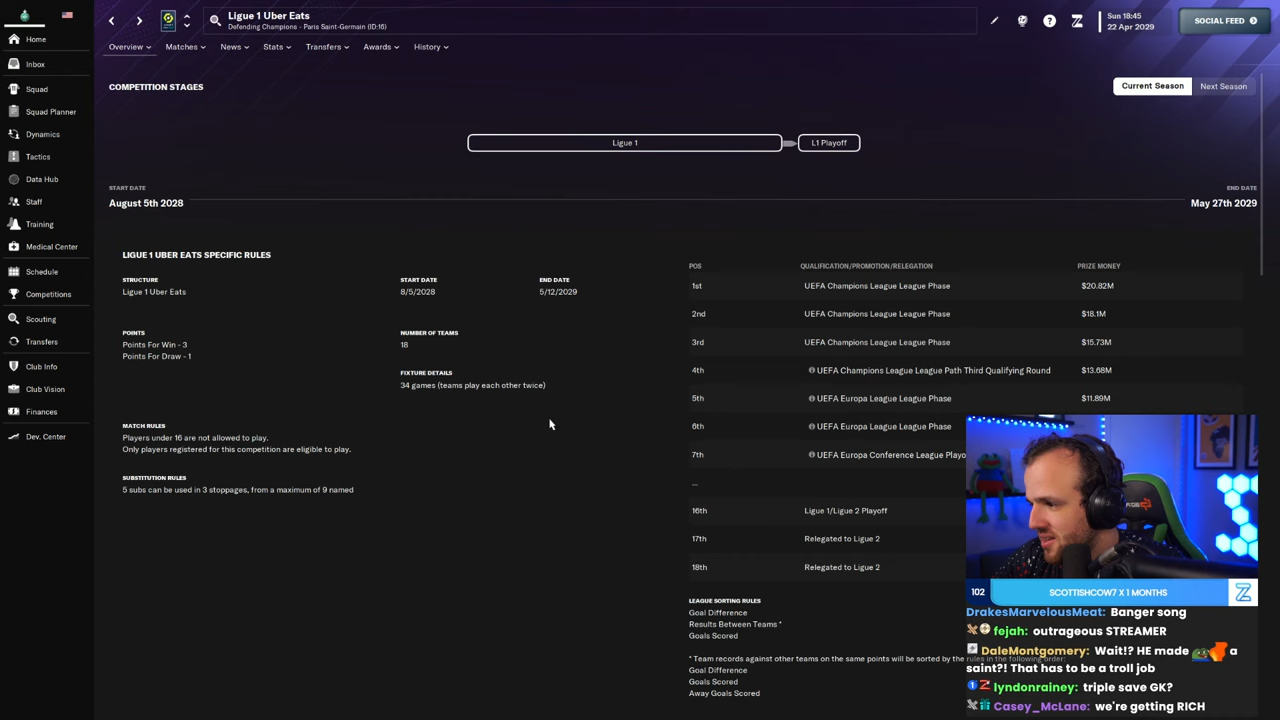 Ligue 1 Uber Eats
Defending Champions - Paris Saint-Germain (ID:16)
Sun 18:45
22 Apr 2029
SOCIAL FEED
Overview
Matches
News
Stats
Transfers
Awards
History
Home
Inbox
Squad
Squad Planner
Dynamics
Tactics
Data Hub
Staff
Training
Medical Center
Schedule
Competitions
Scouting
Transfers
Club Info
Club Vision
Finances
Dev. Center
COMPETITION STAGES
Current Season
Next Season
Ligue 1
L1 Playoff
START DATE
August 5th 2028
END DATE
May 27th 2029
LIGUE 1 UBER EATS SPECIFIC RULES
STRUCTURE
Ligue 1 Uber Eats
START DATE
8/5/2028
END DATE
5/12/2029
POINTS
Points For Win - 3
Points For Draw - 1
NUMBER OF TEAMS
18
FIXTURE DETAILS
34 games (teams play each other twice)
MATCH RULES
Players under 16 are not allowed to play.
Only players registered for this competition are eligible to play.
SUBSTITUTION RULES
5 subs can be used in 3 stoppages, from a maximum of 9 named
POS QUALIFICATION/PROMOTION/RELEGATION PRIZE MONEY
1st UEFA Champions League League Phase $20.82M
2nd UEFA Champions League League Phase $18.1M
3rd UEFA Champions League League Phase $15.73M
4th UEFA Champions League League Path Third Qualifying Round $13.68M
5th UEFA Europa League League Phase $11.89M
6th UEFA Europa League League Phase
7th UEFA Europa Conference League Playo
...
16th Ligue 1/Ligue 2 Playoff
17th Relegated to Ligue 2
18th Relegated to Ligue 2
LEAGUE SORTING RULES
Goal Difference
Results Between Teams *
Goals Scored
* Team records against other teams on the same points will be sorted by the rules in the following order:
Goal Difference
Goals Scored
Away Goals Scored
102 SCOTTISHCOW7 X 1 MONTHS
DrakesMarvelousMeat: Banger song
fejah: outrageous STREAMER
DaleMontgomery: Wait!? HE made a
saint?! That has to be a troll job
lyndonrainey: triple save GK?
Casey_McLane: we're getting RICH